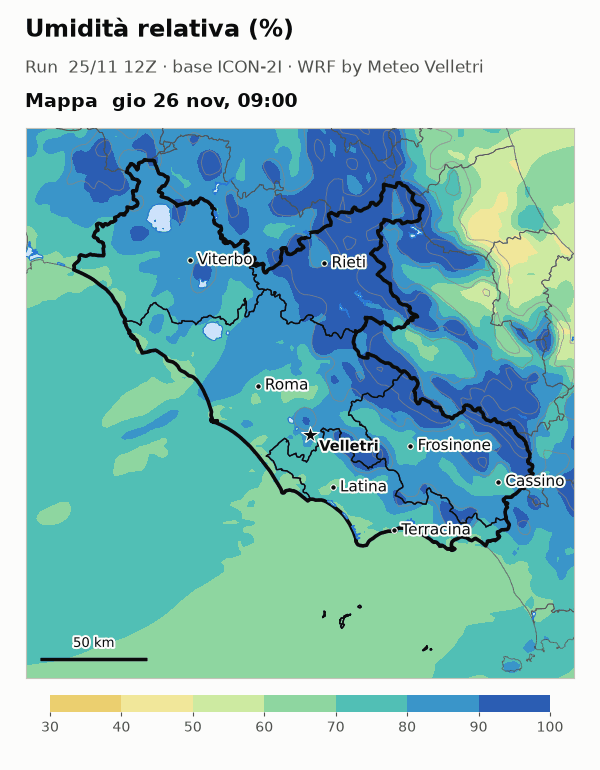 Umidità relativa (%)
Run 25/11 12Z · base ICON-2I · WRF by Meteo Velletri
Mappa gio 26 nov, 09:00
Viterbo
Rieti
Roma
Velletri
Frosinone
Latina
Cassino
Terracina
50 km
30 40 50 60 70 80 90 100